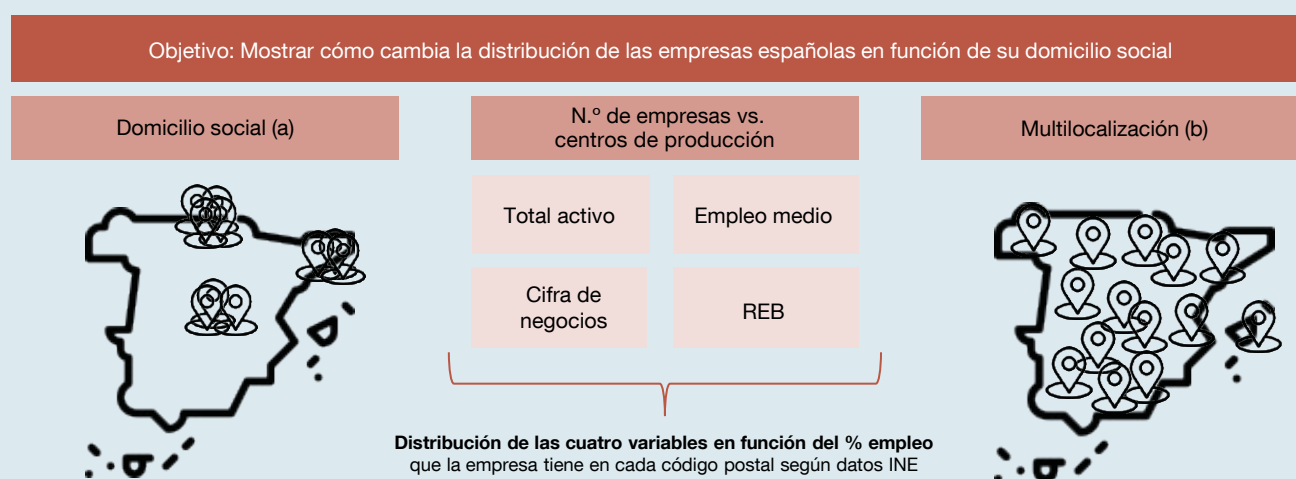 Objetivo: Mostrar cómo cambia la distribución de las empresas españolas en función de su domicilio social
Domicilio social (a)
N.º de empresas vs.
centros de producción
Multilocalización (b)
Total activo
Empleo medio
Cifra de
negocios
REB
Distribución de las cuatro variables en función del % empleo
que la empresa tiene en cada código postal según datos INE